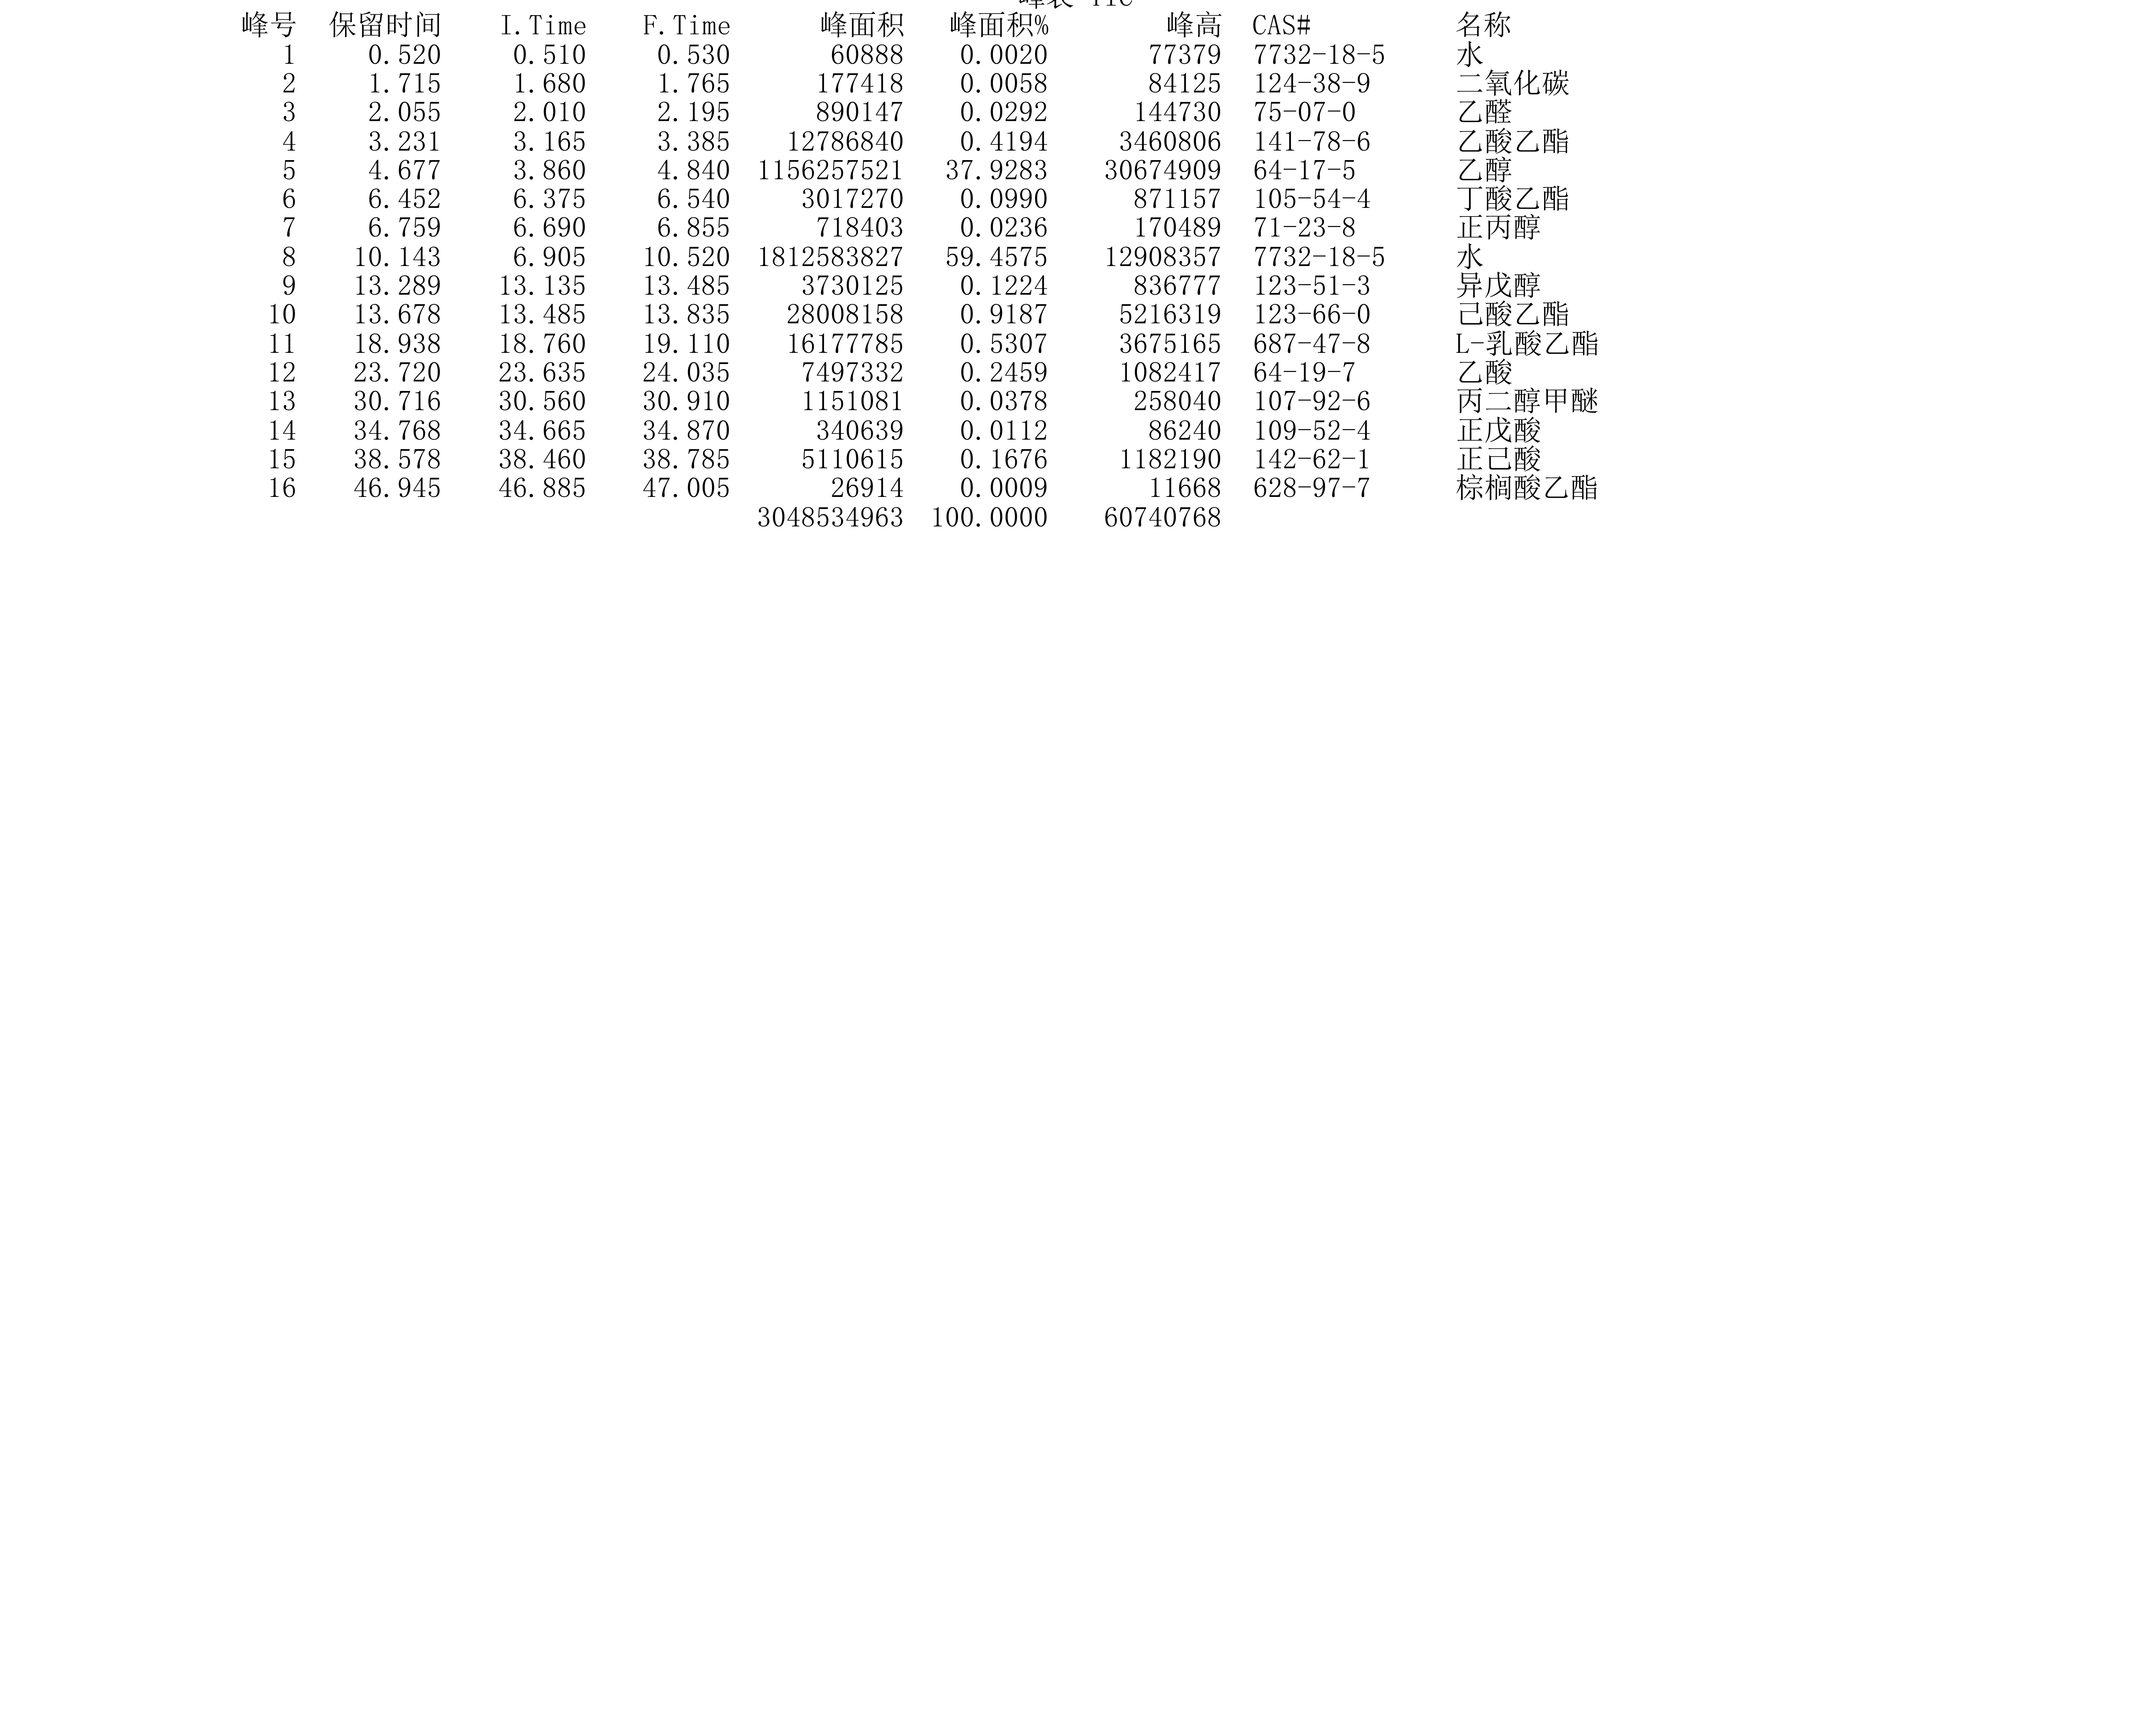 峰表 TIC
峰号 保留时间 I.Time F.Time 峰面积 峰面积% 峰高 CAS# 名称
1 0.520 0.510 0.530 60888 0.0020 77379 7732-18-5 水
2 1.715 1.680 1.765 177418 0.0058 84125 124-38-9 二氧化碳
3 2.055 2.010 2.195 890147 0.0292 144730 75-07-0 乙醛
4 3.231 3.165 3.385 12786840 0.4194 3460806 141-78-6 乙酸乙酯
5 4.677 3.860 4.840 1156257521 37.9283 30674909 64-17-5 乙醇
6 6.452 6.375 6.540 3017270 0.0990 871157 105-54-4 丁酸乙酯
7 6.759 6.690 6.855 718403 0.0236 170489 71-23-8 正丙醇
8 10.143 6.905 10.520 1812583827 59.4575 12908357 7732-18-5 水
9 13.289 13.135 13.485 3730125 0.1224 836777 123-51-3 异戊醇
10 13.678 13.485 13.835 28008158 0.9187 5216319 123-66-0 己酸乙酯
11 18.938 18.760 19.110 16177785 0.5307 3675165 687-47-8 L-乳酸乙酯
12 23.720 23.635 24.035 7497332 0.2459 1082417 64-19-7 乙酸
13 30.716 30.560 30.910 1151081 0.0378 258040 107-92-6 丙二醇甲醚
14 34.768 34.665 34.870 340639 0.0112 86240 109-52-4 正戊酸
15 38.578 38.460 38.785 5110615 0.1676 1182190 142-62-1 正己酸
16 46.945 46.885 47.005 26914 0.0009 11668 628-97-7 棕榈酸乙酯
3048534963 100.0000 60740768